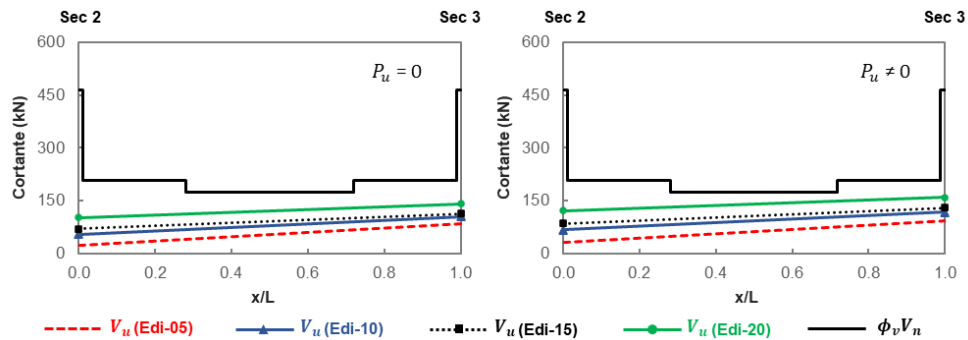 Sec 2 Sec 3 Sec 2 Sec 3
600 600
P_u = 0 P_u ≠ 0
450 450
Cortante (kN) Cortante (kN)
300 300
150 150
0 0
0.0 0.2 0.4 0.6 0.8 1.0 0.0 0.2 0.4 0.6 0.8 1.0
x/L x/L
V_u (Edi-05) V_u (Edi-10) V_u (Edi-15) V_u (Edi-20) ϕ_vV_n